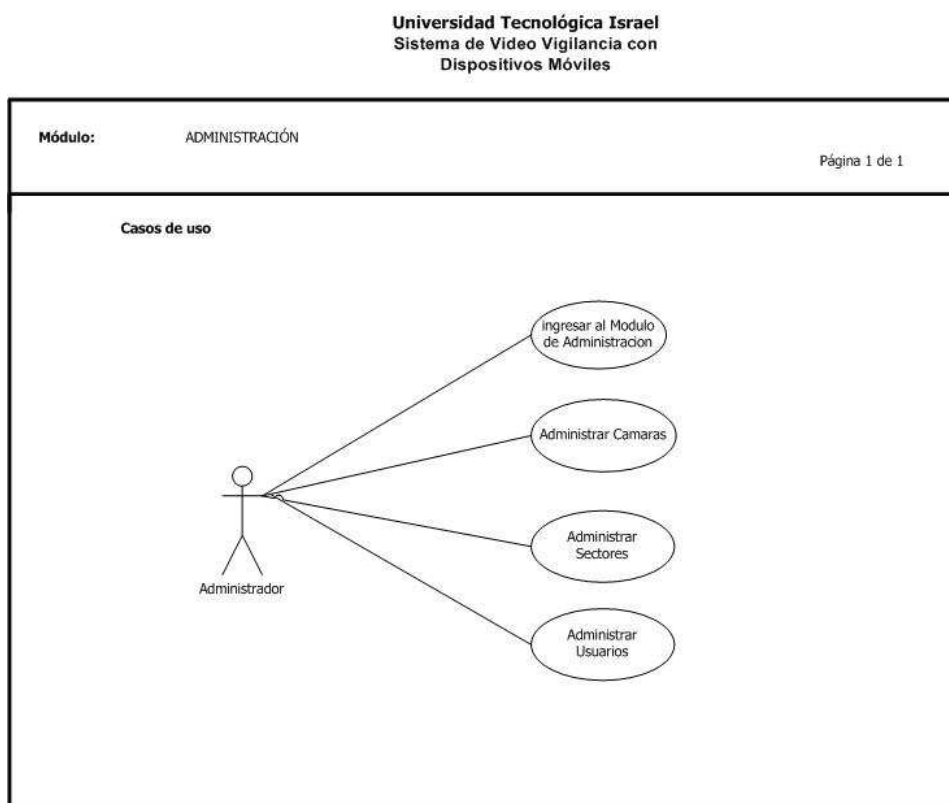 Universidad Tecnológica Israel
Sistema de Video Vigilancia con
Dispositivos Móviles
Módulo: ADMINISTRACIÓN
Página 1 de 1
Casos de uso
ingresar al Modulo
de Administracion
Administrar Camaras
Administrar
Sectores
Administrador
Administrar
Usuarios